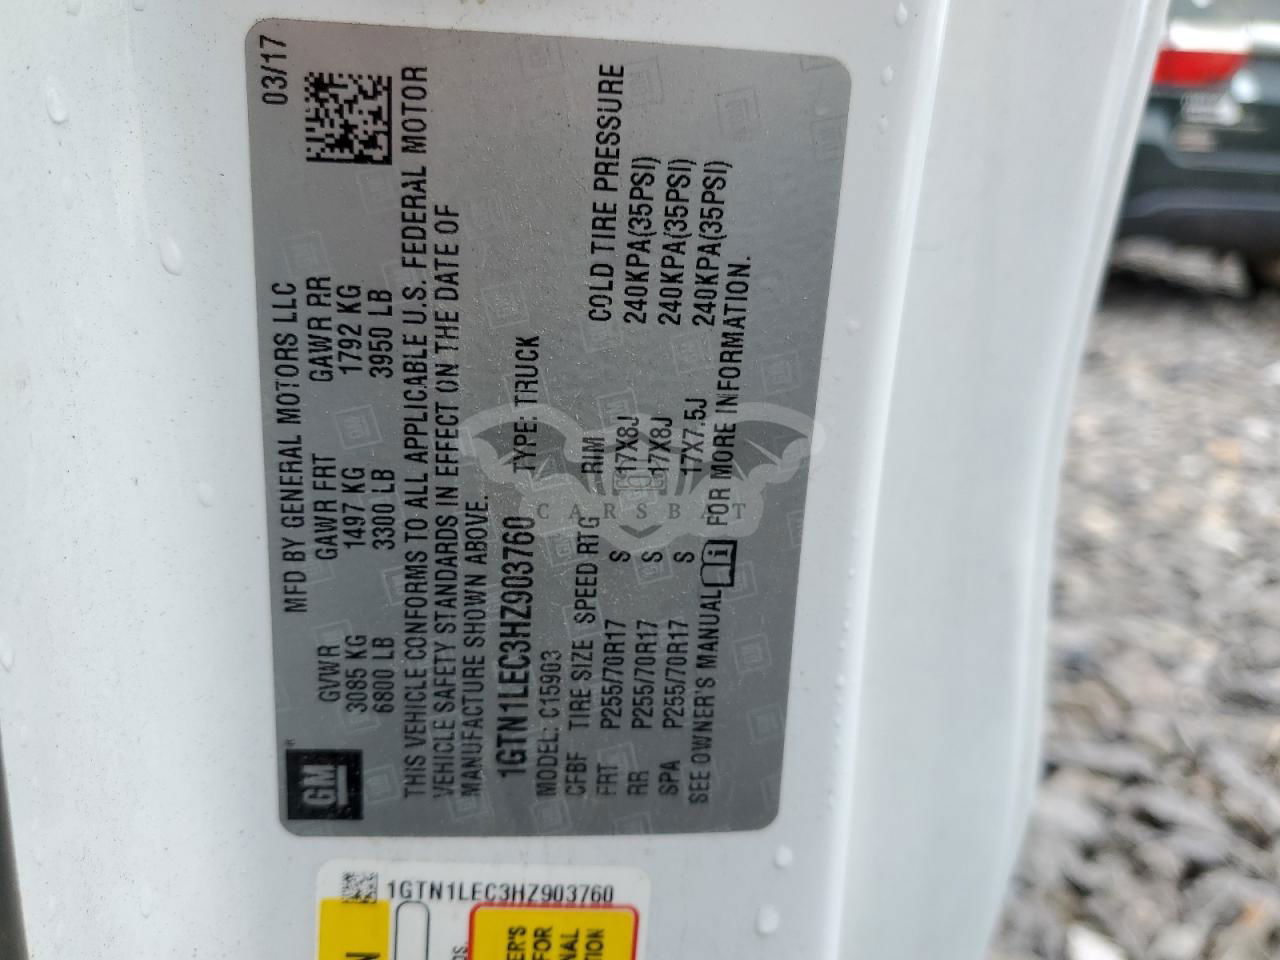 MFD BY GENERAL MOTORS LLC 03/17
GVWR GAWR FRT GAWR RR
3085 KG 1497 KG 1792 KG
6800 LB 3300 LB 3950 LB
GM
THIS VEHICLE CONFORMS TO ALL APPLICABLE U.S. FEDERAL MOTOR
VEHICLE SAFETY STANDARDS IN EFFECT ON THE DATE OF
MANUFACTURE SHOWN ABOVE.
1GTN1LEC3HZ903760 TYPE: TRUCK
MODEL: C15903
CFBF TIRE SIZE SPEED RTG RIM COLD TIRE PRESSURE
FRT P255/70R17 S 17X8J 240KPA(35PSI)
RR P255/70R17 S 17X8J 240KPA(35PSI)
SPA P255/70R17 S 17X7.5J 240KPA(35PSI)
SEE OWNER'S MANUAL i FOR MORE INFORMATION.
CARSBAT
1GTN1LEC3HZ903760